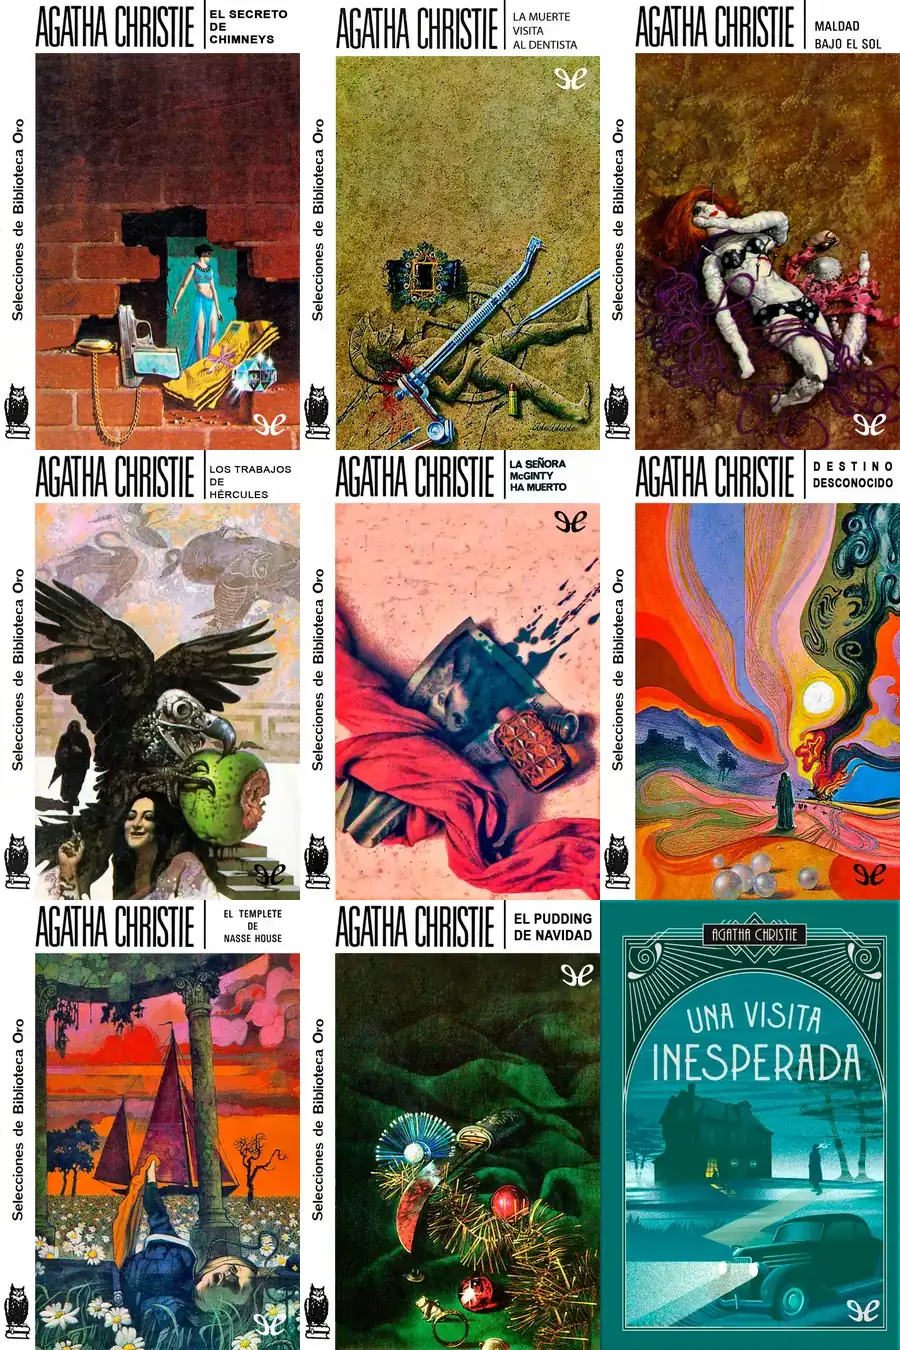 AGATHA CHRISTIE
EL SECRETO
DE
CHIMNEYS
Selecciones de Biblioteca Oro
AGATHA CHRISTIE
LA MUERTE
VISITA
AL DENTISTA
Selecciones de Biblioteca Oro
AGATHA CHRISTIE
MALDAD
BAJO EL SOL
Selecciones de Biblioteca Oro
AGATHA CHRISTIE
LOS TRABAJOS
DE
HÉRCULES
Selecciones de Biblioteca Oro
AGATHA CHRISTIE
LA SEÑORA
McGINTY
HA MUERTO
Selecciones de Biblioteca Oro
AGATHA CHRISTIE
DESTINO
DESCONOCIDO
Selecciones de Biblioteca Oro
AGATHA CHRISTIE
EL TEMPLETE
DE
NASSE HOUSE
Selecciones de Biblioteca Oro
AGATHA CHRISTIE
EL PUDDING
DE NAVIDAD
Selecciones de Biblioteca Oro
AGATHA CHRISTIE
UNA VISITA
INESPERADA